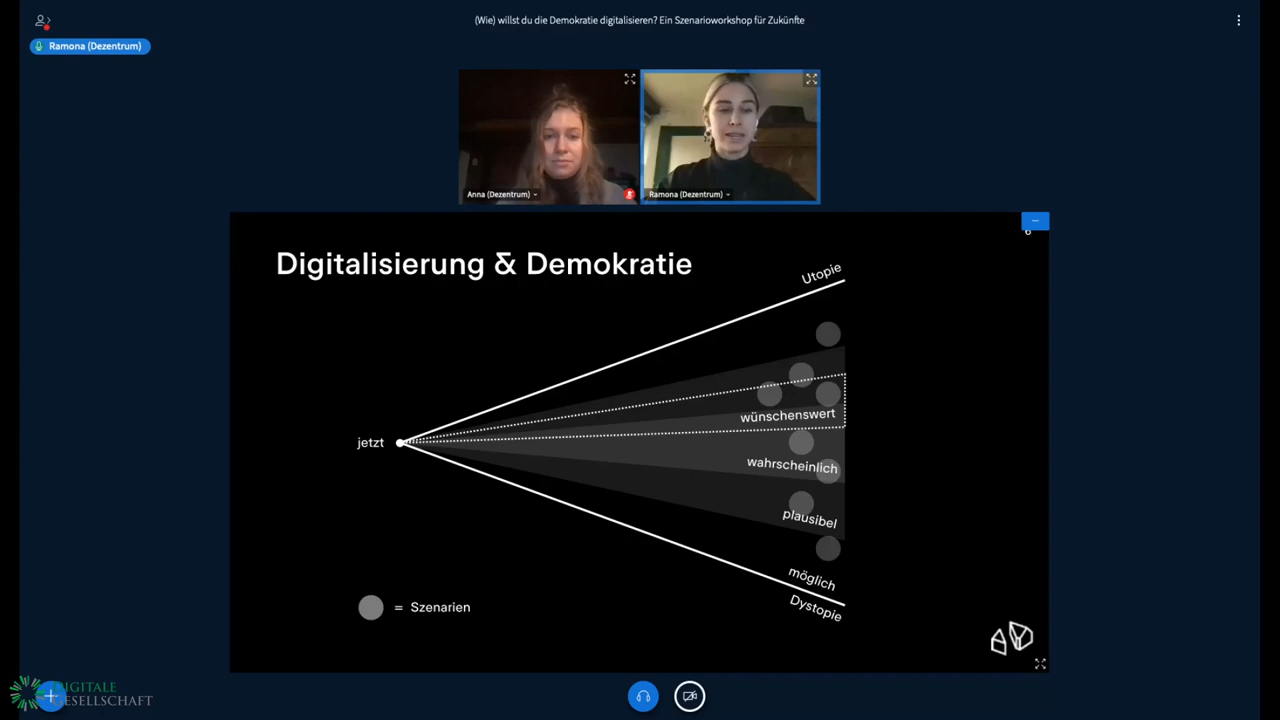 (Wie) willst du die Demokratie digitalisieren? Ein Szenarioworkshop für Zukünfte
Ramona (Dezentrum)
Anna (Dezentrum)
Ramona (Dezentrum)
6
Digitalisierung & Demokratie
Utopie
wünschenswert
jetzt
wahrscheinlich
plausibel
möglich
Dystopie
= Szenarien
DIGITALE
GESELLSCHAFT